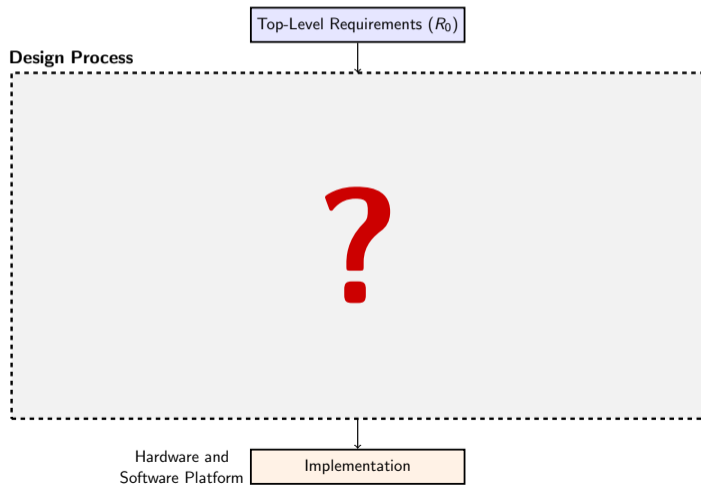 Top-Level Requirements (R₀)
Design Process
?
Hardware and
Software Platform
Implementation